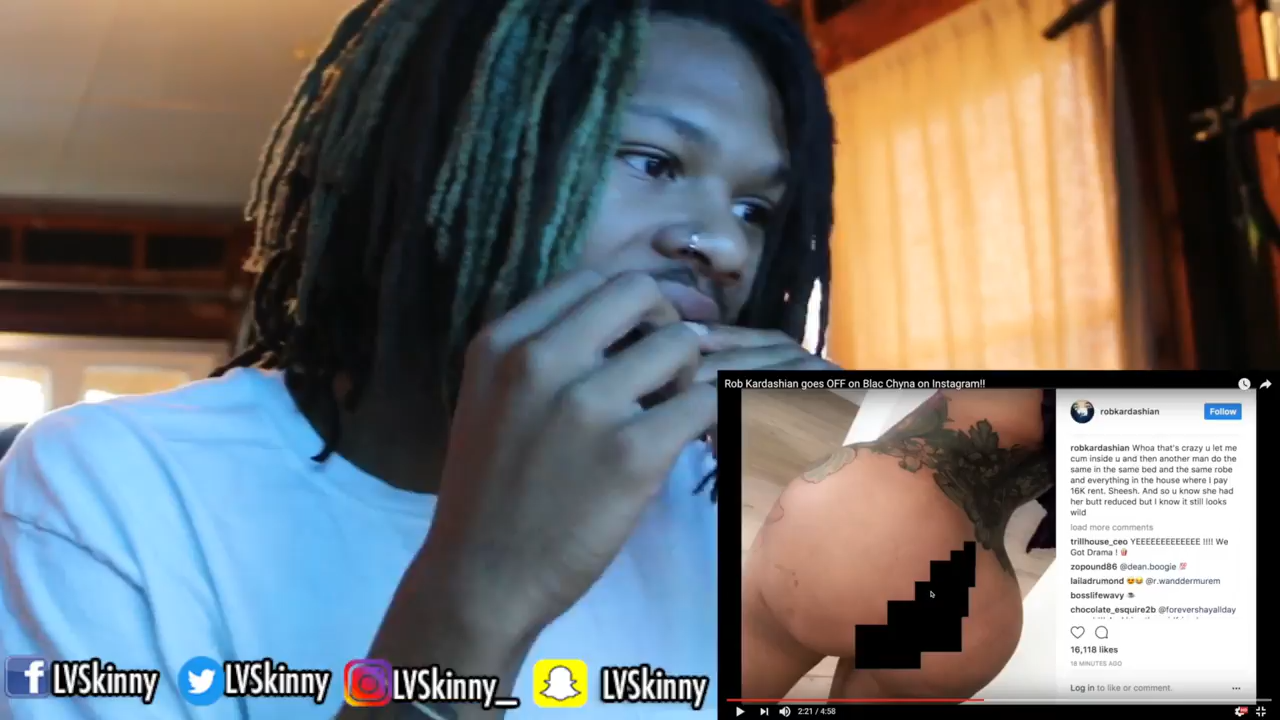 Rob Kardashian goes OFF on Blac Chyna on Instagram!!
robkardashian
Follow
robkardashian Whoa that's crazy u let me
cum inside u and then another man do the
same in the same bed and the same robe
and everything in the house where I pay
16K rent. Sheesh. And so u know she had
her butt reduced but I know it still looks
wild
load more comments
trillhouse_ceo YEEEEEEEEEEEEE !!!! We
Got Drama ! 🍿
zopound86 @dean.boogie 💯
lailadrumond 😍😂 @r.wanddermurem
bosslifewavy ☕
chocolate_esquire2b @forevershayallday
16,118 likes
18 MINUTES AGO
Log in to like or comment.
2:21 / 4:58
LVSkinny LVSkinny LVSkinny_ LVSkinny